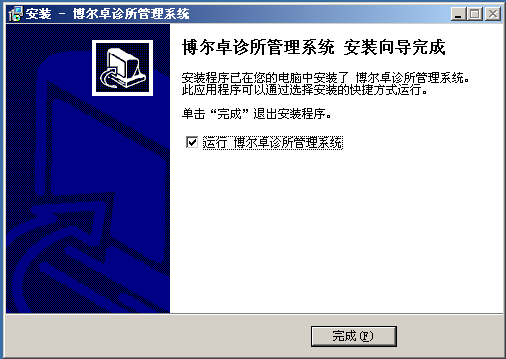 安装 - 博尔卓诊所管理系统
博尔卓诊所管理系统 安装向导完成
安装程序已在您的电脑中安装了 博尔卓诊所管理系统。
此应用程序可以通过选择安装的快捷方式运行。
单击“完成”退出安装程序。
运行 博尔卓诊所管理系统
完成(F)